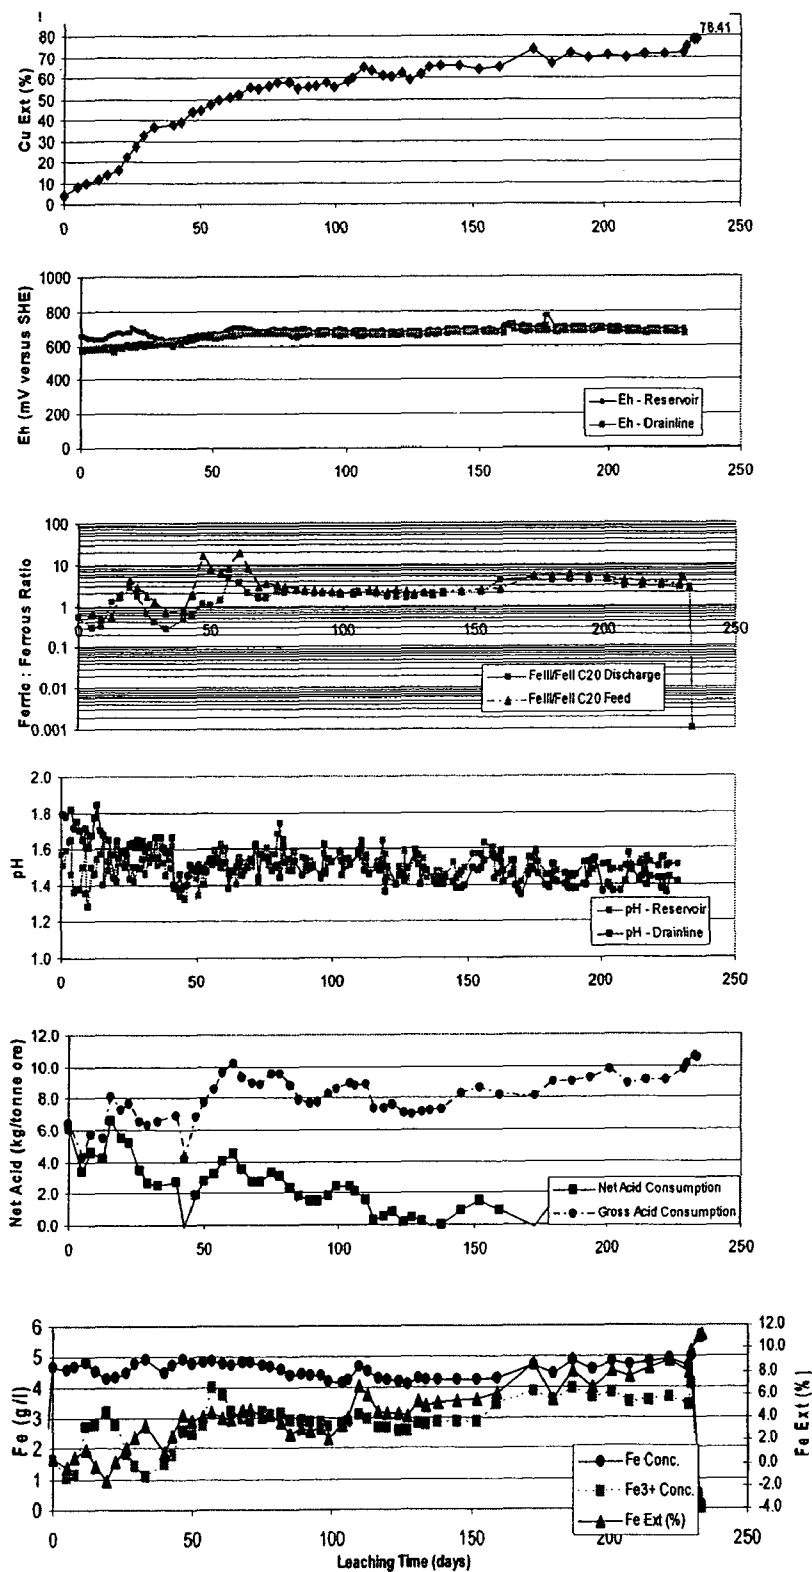 78.41
Cu Ext (%)
80
70
60
50
40
30
20
10
0
0 50 100 150 200 250
Eh (mV versus SHE)
1000
800
600
400
200
0
Eh - Reservoir
Eh - Drainline
0 50 100 150 200 250
Ferric : Ferrous Ratio
100
10
1
0.1
0.01
0.001
0 50 100 150 200 250
FeIII/FeII C20 Discharge
FeIII/FeII C20 Feed
pH
2.0
1.8
1.6
1.4
1.2
1.0
pH - Reservoir
pH - Drainline
0 50 100 150 200 250
Net Acid (kg/tonne ore)
12.0
10.0
8.0
6.0
4.0
2.0
0.0
Net Acid Consumption
Gross Acid Consumption
0 50 100 150 200 250
Fe (g/l)
6
5
4
3
2
1
0
12.0
10.0
8.0
6.0
4.0
2.0
0.0
-2.0
-4.0
Fe Ext (%)
Fe Conc.
Fe3+ Conc.
Fe Ext (%)
0 50 100 150 200 250
Leaching Time (days)